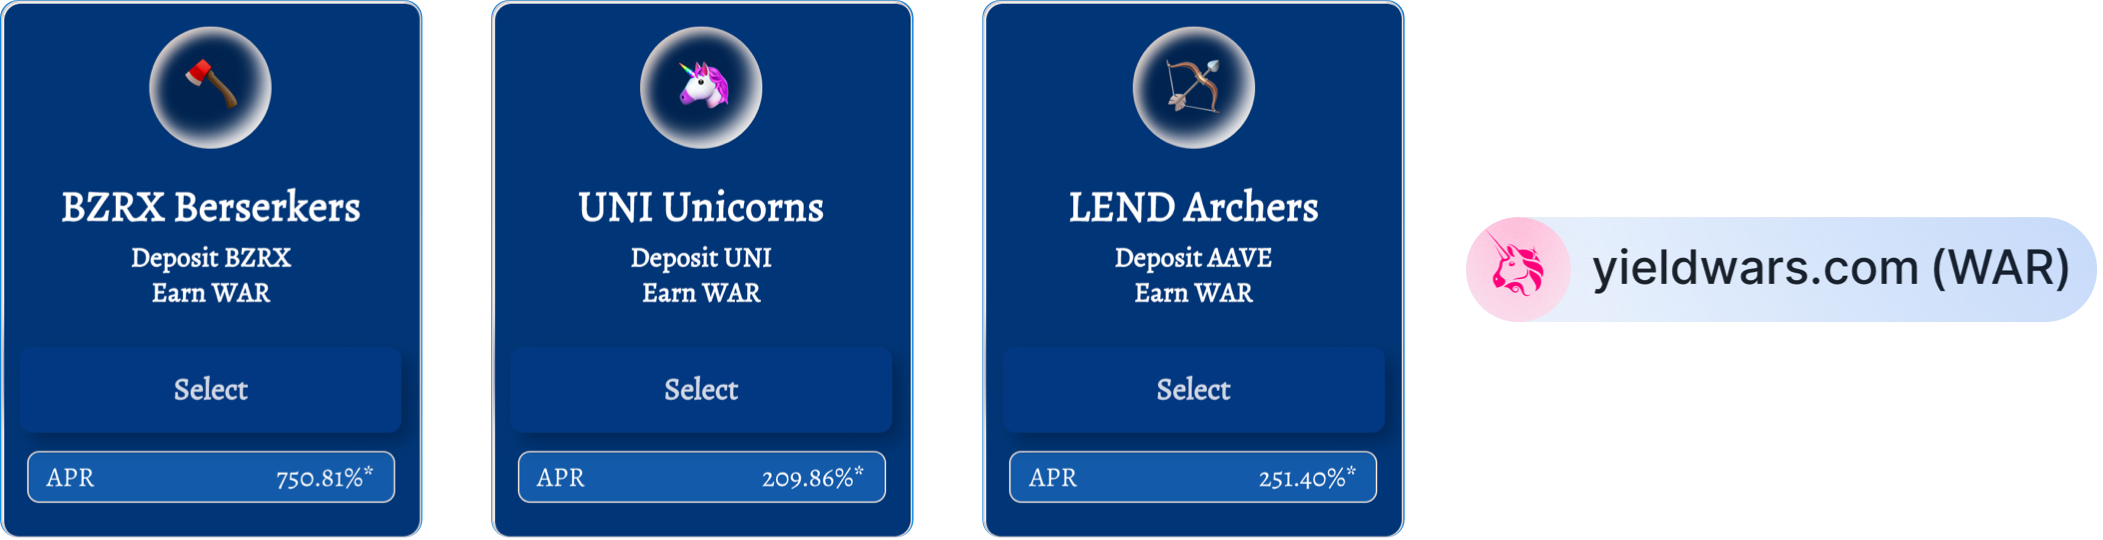 BZRX Berserkers
Deposit BZRX
Earn WAR
Select
APR 750.81%*
UNI Unicorns
Deposit UNI
Earn WAR
Select
APR 209.86%*
LEND Archers
Deposit AAVE
Earn WAR
Select
APR 251.40%*
yieldwars.com (WAR)